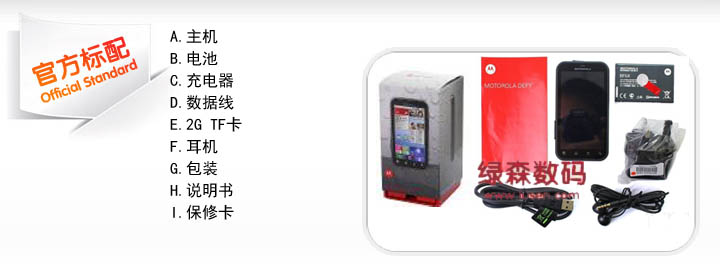 官方标配
Official Standard
A.主机
B.电池
C.充电器
D.数据线
E.2G TF卡
F.耳机
G.包装
H.说明书
I.保修卡
MOTOROLA DEFY
MOTOROLA
绿森数码